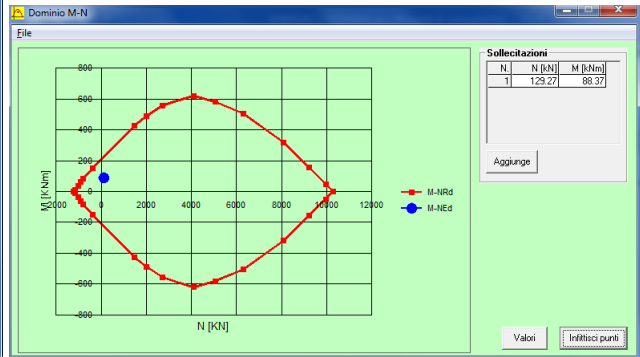 Dominio M-N
File
800
600
400
200
0
-200
-400
-600
-800
-2000 0 2000 4000 6000 8000 10000 12000
M [KNm]
N [KN]
M-NRd
M-NEd
Sollecitazioni
N. N [kN] M [kNm]
1 129.27 88.37
Aggiunge
Valori
Infittisci punti